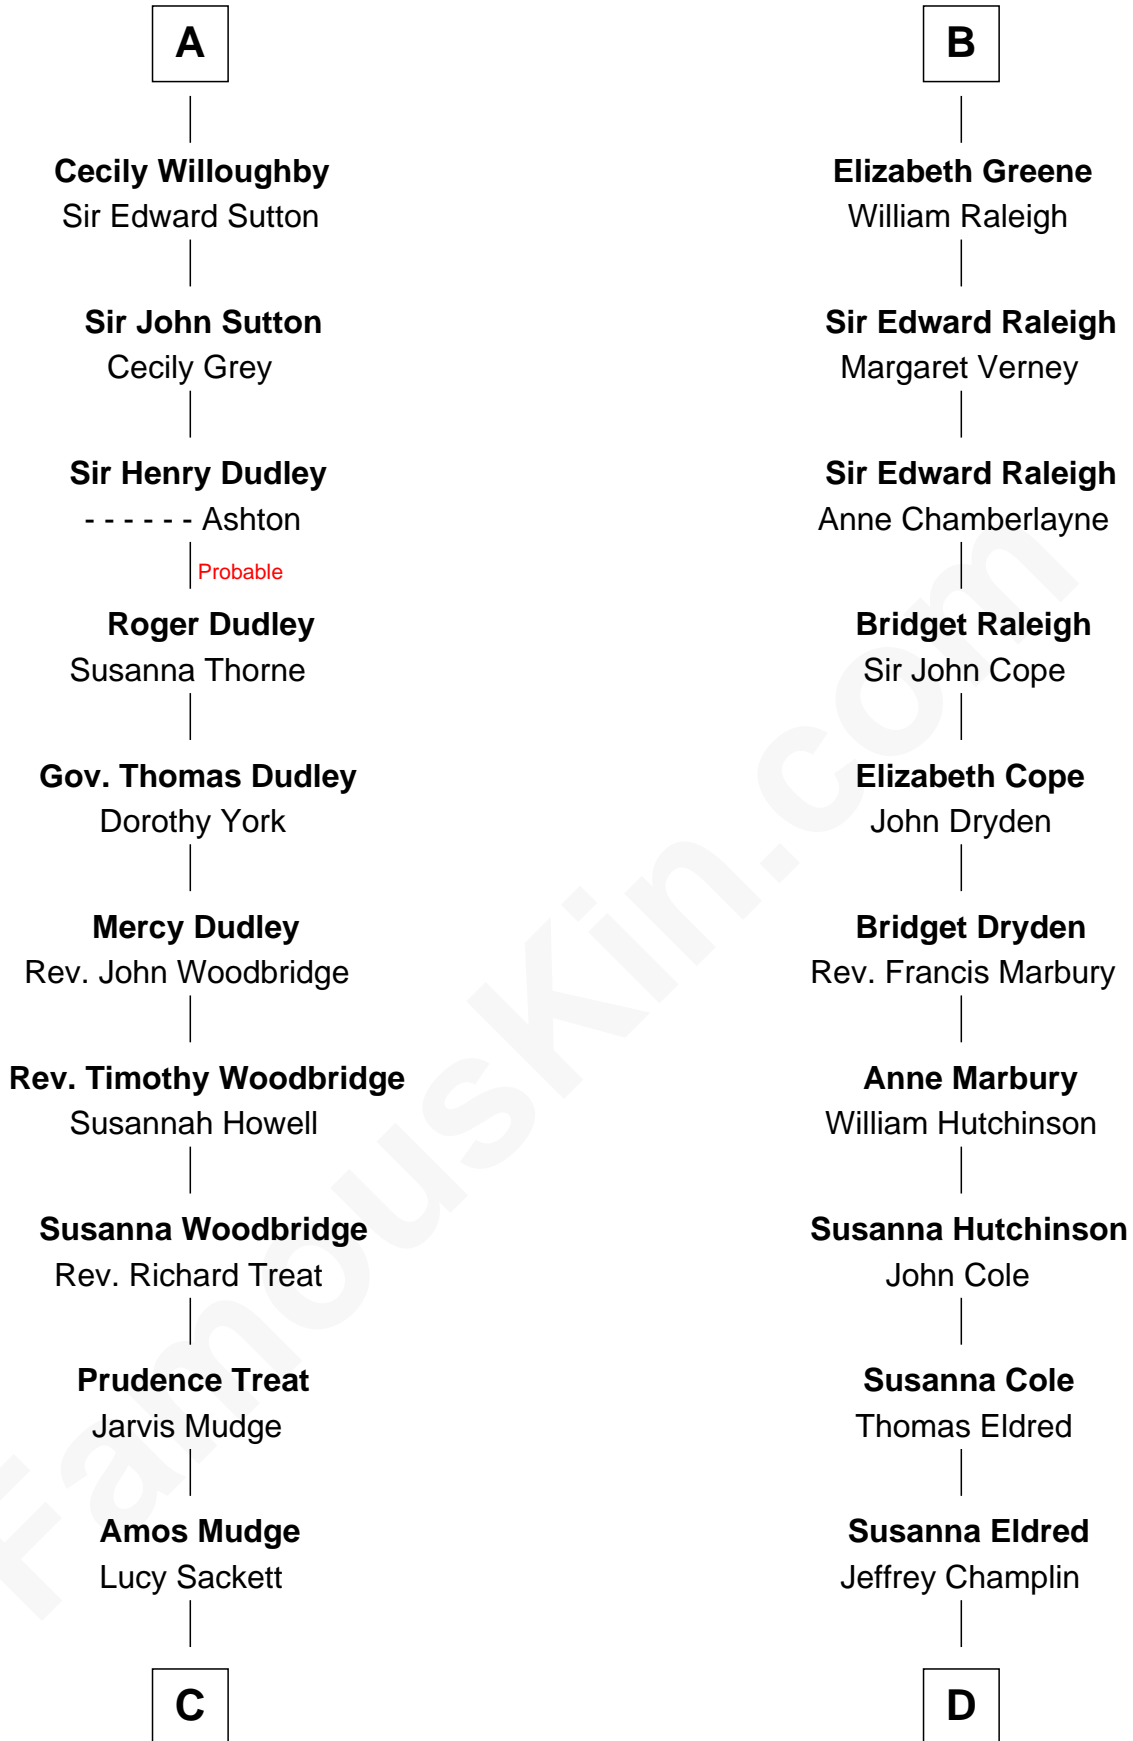 A
Cecily Willoughby
Sir Edward Sutton
Sir John Sutton
Cecily Grey
Sir Henry Dudley
- - - - - - Ashton
Probable
Roger Dudley
Susanna Thorne
Gov. Thomas Dudley
Dorothy York
Mercy Dudley
Rev. John Woodbridge
Rev. Timothy Woodbridge
Susannah Howell
Susanna Woodbridge
Rev. Richard Treat
Prudence Treat
Jarvis Mudge
Amos Mudge
Lucy Sackett
C
B
Elizabeth Greene
William Raleigh
Sir Edward Raleigh
Margaret Verney
Sir Edward Raleigh
Anne Chamberlayne
Bridget Raleigh
Sir John Cope
Elizabeth Cope
John Dryden
Bridget Dryden
Rev. Francis Marbury
Anne Marbury
William Hutchinson
Susanna Hutchinson
John Cole
Susanna Cole
Thomas Eldred
Susanna Eldred
Jeffrey Champlin
D
FamousKin.com